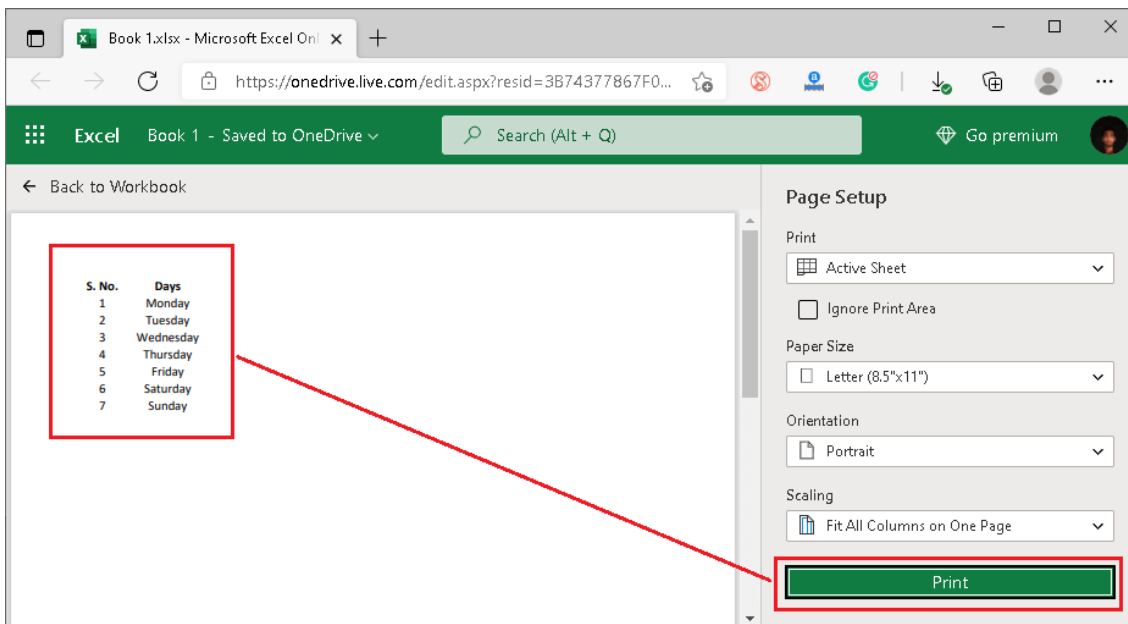 Book 1.xlsx - Microsoft Excel Onl
https://onedrive.live.com/edit.aspx?resid=3B74377867F0...
Excel Book 1 - Saved to OneDrive Search (Alt + Q) Go premium
Back to Workbook
S. No. Days
1 Monday
2 Tuesday
3 Wednesday
4 Thursday
5 Friday
6 Saturday
7 Sunday
Page Setup
Print
Active Sheet
Ignore Print Area
Paper Size
Letter (8.5"x11")
Orientation
Portrait
Scaling
Fit All Columns on One Page
Print